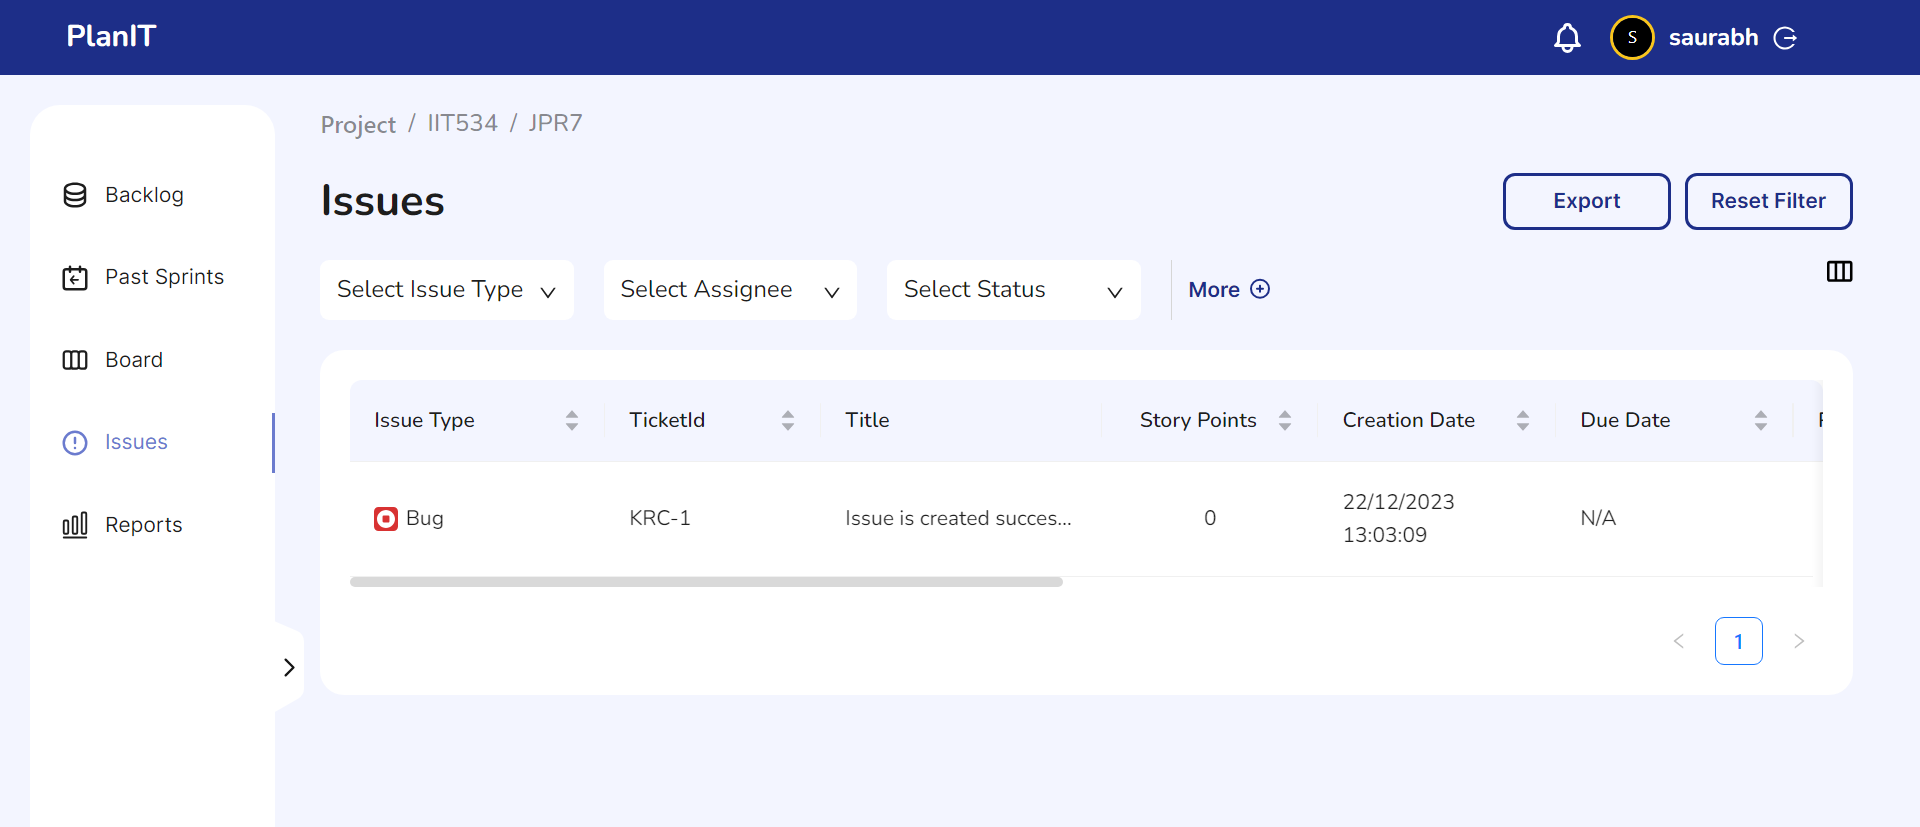 PlanIT
S saurabh
Project / IIT534 / JPR7
Backlog
Past Sprints
Board
Issues
Reports
Issues
Export Reset Filter
Select Issue Type Select Assignee Select Status More
Issue Type TicketId Title Story Points Creation Date Due Date
Bug KRC-1 Issue is created succes... 0 22/12/2023 13:03:09 N/A
< 1 >